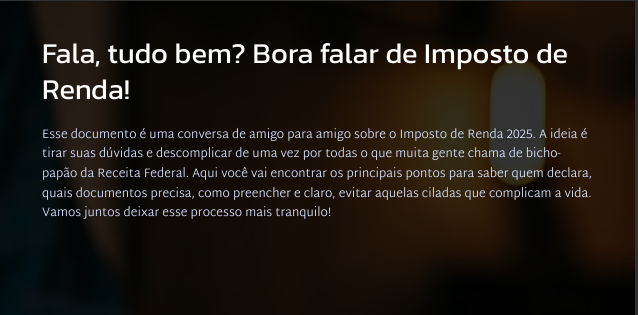 Fala, tudo bem? Bora falar de Imposto de
Renda!
Esse documento é uma conversa de amigo para amigo sobre o Imposto de Renda 2025. A ideia é
tirar suas dúvidas e descomplicar de uma vez por todas o que muita gente chama de bicho-
papão da Receita Federal. Aqui você vai encontrar os principais pontos para saber quem declara,
quais documentos precisa, como preencher e claro, evitar aquelas ciladas que complicam a vida.
Vamos juntos deixar esse processo mais tranquilo!